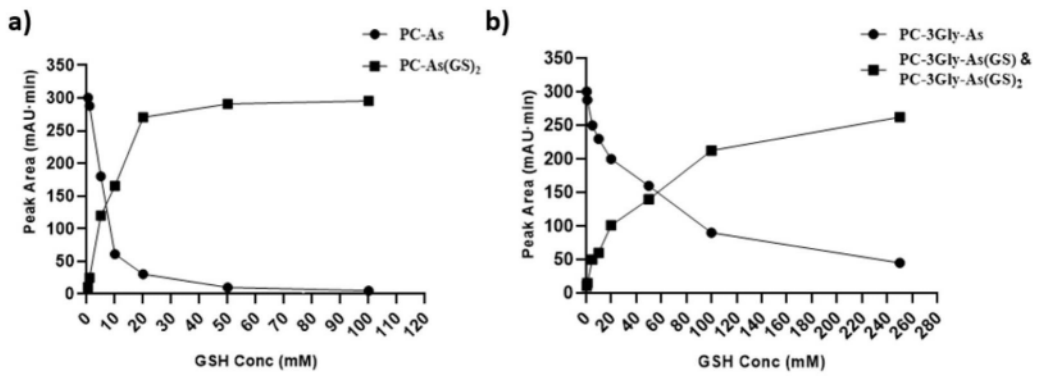 a)
PC-As
PC-As(GS)₂
350
300
250
200
150
100
50
0
Peak Area (mAU·min)
0 10 20 30 40 50 60 70 80 90 100 110 120
GSH Conc (mM)
b)
PC-3Gly-As
PC-3Gly-As(GS) &
PC-3Gly-As(GS)₂
350
300
250
200
150
100
50
0
Peak Area (mAU·min)
0 20 40 60 80 100 120 140 160 180 200 220 240 260 280
GSH Conc (mM)